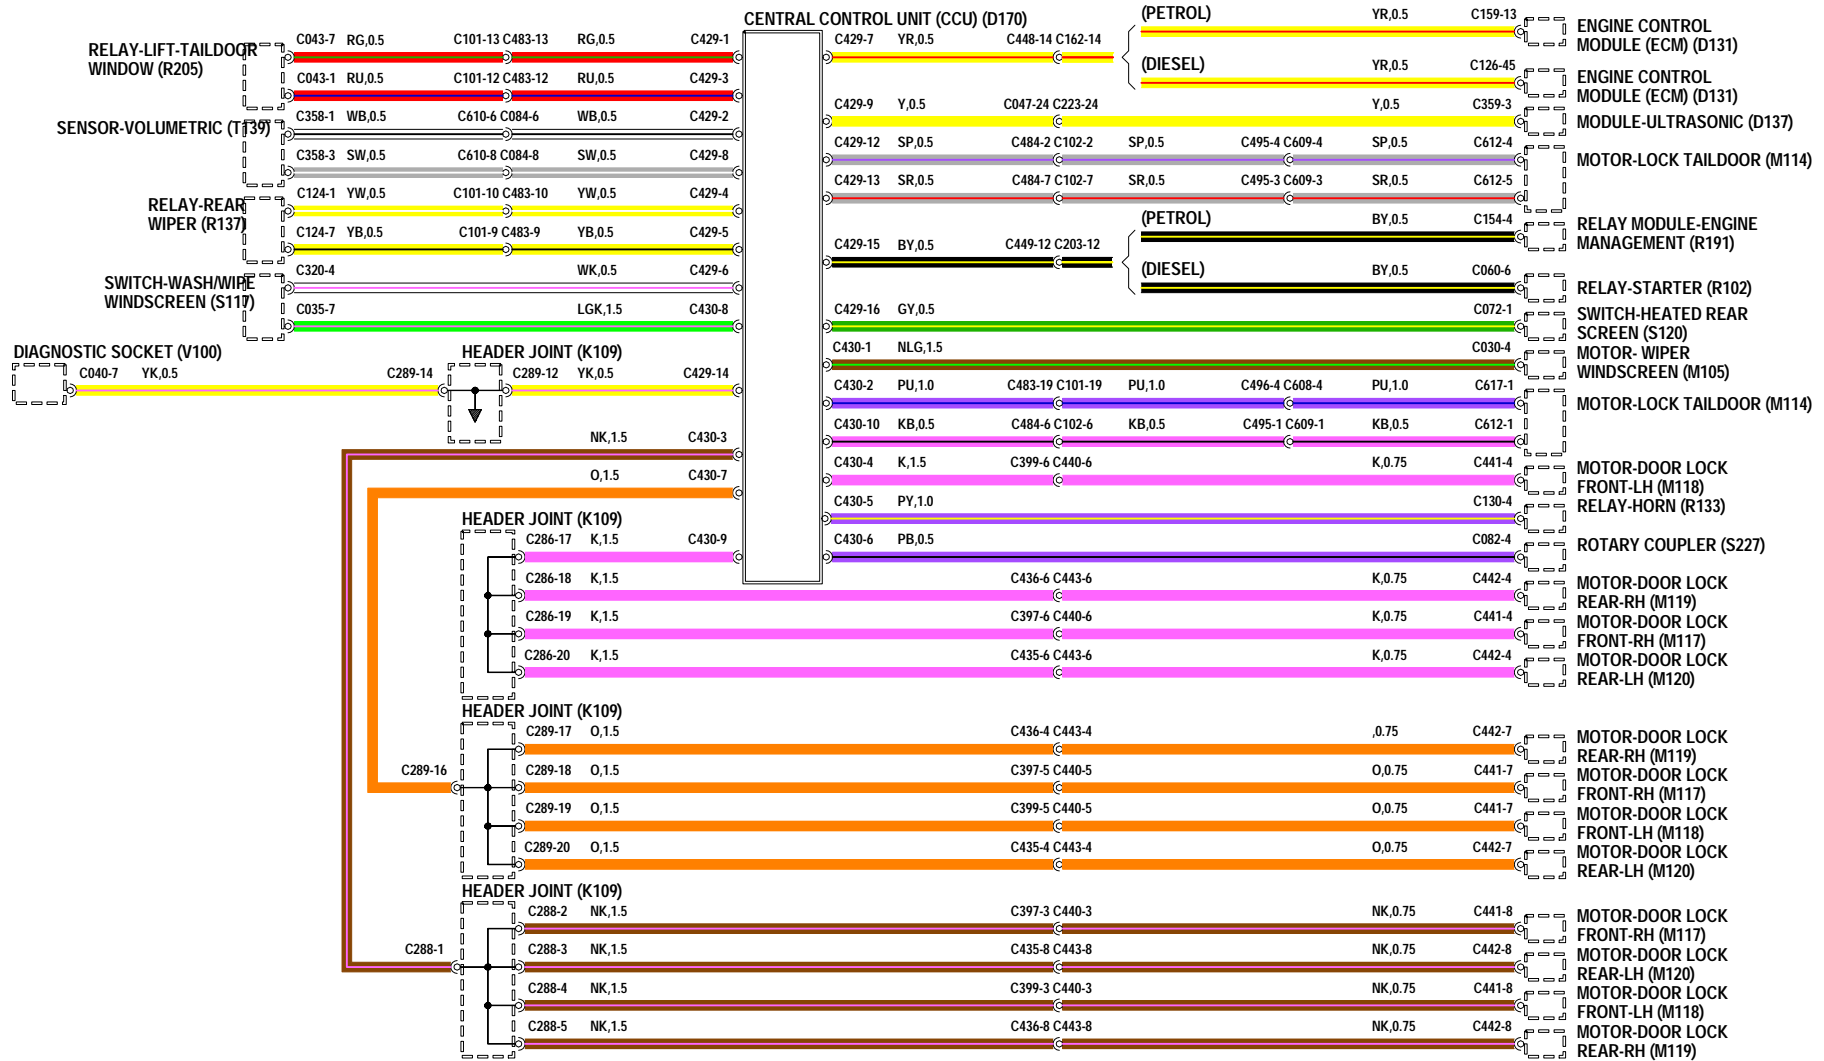 CENTRAL CONTROL UNIT (CCU) (D170)
RELAY-LIFT-TAILDOOR
WINDOW (R205)
C043-7 RG,0.5 C101-13 C483-13 RG,0.5 C429-1
C043-1 RU,0.5 C101-12 C483-12 RU,0.5 C429-3
SENSOR-VOLUMETRIC (T139)
C358-1 WB,0.5 C610-6 C084-6 WB,0.5 C429-2
C358-3 SW,0.5 C610-8 C084-8 SW,0.5 C429-8
RELAY-REAR
WIPER (R137)
C124-1 YW,0.5 C101-10 C483-10 YW,0.5 C429-4
C124-7 YB,0.5 C101-9 C483-9 YB,0.5 C429-5
SWITCH-WASH/WIPE
WINDSCREEN (S117)
C320-4 WK,0.5 C429-6
C035-7 LGK,1.5 C430-8
DIAGNOSTIC SOCKET (V100)
HEADER JOINT (K109)
C040-7 YK,0.5 C289-14 C289-12 YK,0.5 C429-14
NK,1.5 C430-3
O,1.5 C430-7
C429-7 YR,0.5 C448-14 C162-14
(PETROL) YR,0.5 C159-13
ENGINE CONTROL
MODULE (ECM) (D131)
(DIESEL) YR,0.5 C126-45
ENGINE CONTROL
MODULE (ECM) (D131)
C429-9 Y,0.5 C047-24 C223-24 Y,0.5 C359-3
MODULE-ULTRASONIC (D137)
C429-12 SP,0.5 C484-2 C102-2 SP,0.5 C495-4 C609-4 SP,0.5 C612-4
MOTOR-LOCK TAILDOOR (M114)
C429-13 SR,0.5 C484-7 C102-7 SR,0.5 C495-3 C609-3 SR,0.5 C612-5
C429-15 BY,0.5 C449-12 C203-12
(PETROL) BY,0.5 C154-4
RELAY MODULE-ENGINE
MANAGEMENT (R191)
(DIESEL) BY,0.5 C060-6
RELAY-STARTER (R102)
C429-16 GY,0.5 C072-1
SWITCH-HEATED REAR
SCREEN (S120)
C430-1 NLG,1.5 C030-4
MOTOR- WIPER
WINDSCREEN (M105)
C430-2 PU,1.0 C483-19 C101-19 PU,1.0 C496-4 C608-4 PU,1.0 C617-1
MOTOR-LOCK TAILDOOR (M114)
C430-10 KB,0.5 C484-6 C102-6 KB,0.5 C495-1 C609-1 KB,0.5 C612-1
C430-4 K,1.5 C399-6 C440-6 K,0.75 C441-4
MOTOR-DOOR LOCK
FRONT-LH (M118)
C430-5 PY,1.0 C130-4
RELAY-HORN (R133)
C430-6 PB,0.5 C082-4
ROTARY COUPLER (S227)
HEADER JOINT (K109)
C286-17 K,1.5 C430-9
C286-18 K,1.5 C436-6 C443-6 K,0.75 C442-4
MOTOR-DOOR LOCK
REAR-RH (M119)
C286-19 K,1.5 C397-6 C440-6 K,0.75 C441-4
MOTOR-DOOR LOCK
FRONT-RH (M117)
C286-20 K,1.5 C435-6 C443-6 K,0.75 C442-4
MOTOR-DOOR LOCK
REAR-LH (M120)
HEADER JOINT (K109)
C289-16
C289-17 O,1.5 C436-4 C443-4 ,0.75 C442-7
MOTOR-DOOR LOCK
REAR-RH (M119)
C289-18 O,1.5 C397-5 C440-5 O,0.75 C441-7
MOTOR-DOOR LOCK
FRONT-RH (M117)
C289-19 O,1.5 C399-5 C440-5 O,0.75 C441-7
MOTOR-DOOR LOCK
FRONT-LH (M118)
C289-20 O,1.5 C435-4 C443-4 O,0.75 C442-7
MOTOR-DOOR LOCK
REAR-LH (M120)
HEADER JOINT (K109)
C288-1
C288-2 NK,1.5 C397-3 C440-3 NK,0.75 C441-8
MOTOR-DOOR LOCK
FRONT-RH (M117)
C288-3 NK,1.5 C435-8 C443-8 NK,0.75 C442-8
MOTOR-DOOR LOCK
REAR-LH (M120)
C288-4 NK,1.5 C399-3 C440-3 NK,0.75 C441-8
MOTOR-DOOR LOCK
FRONT-LH (M118)
C288-5 NK,1.5 C436-8 C443-8 NK,0.75 C442-8
MOTOR-DOOR LOCK
REAR-RH (M119)